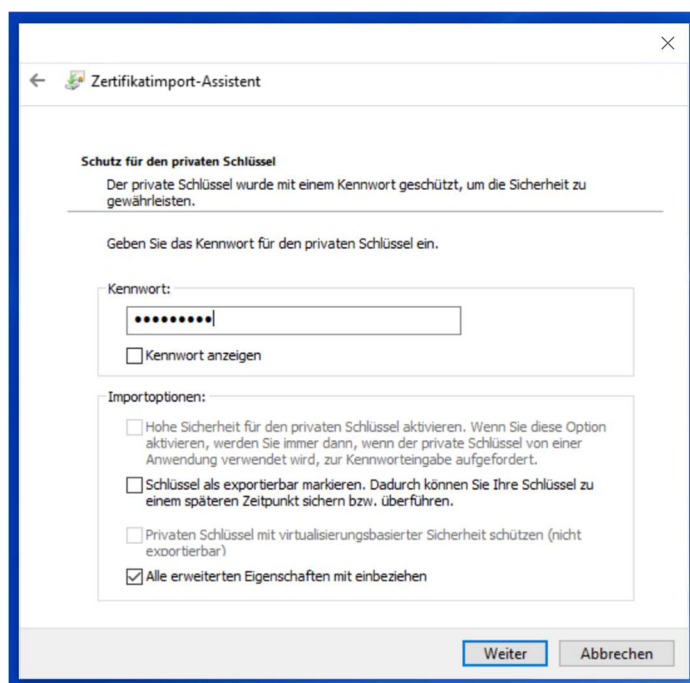 Zertifikatimport-Assistent
Schutz für den privaten Schlüssel
Der private Schlüssel wurde mit einem Kennwort geschützt, um die Sicherheit zu
gewährleisten.
Geben Sie das Kennwort für den privaten Schlüssel ein.
Kennwort:
●●●●●●●●●
Kennwort anzeigen
Importoptionen:
Hohe Sicherheit für den privaten Schlüssel aktivieren. Wenn Sie diese Option
aktivieren, werden Sie immer dann, wenn der private Schlüssel von einer
Anwendung verwendet wird, zur Kennworteingabe aufgefordert.
Schlüssel als exportierbar markieren. Dadurch können Sie Ihre Schlüssel zu
einem späteren Zeitpunkt sichern bzw. überführen.
Privaten Schlüssel mit virtualisierungsbasierter Sicherheit schützen (nicht
exportierbar)
Alle erweiterten Eigenschaften mit einbeziehen
Weiter
Abbrechen